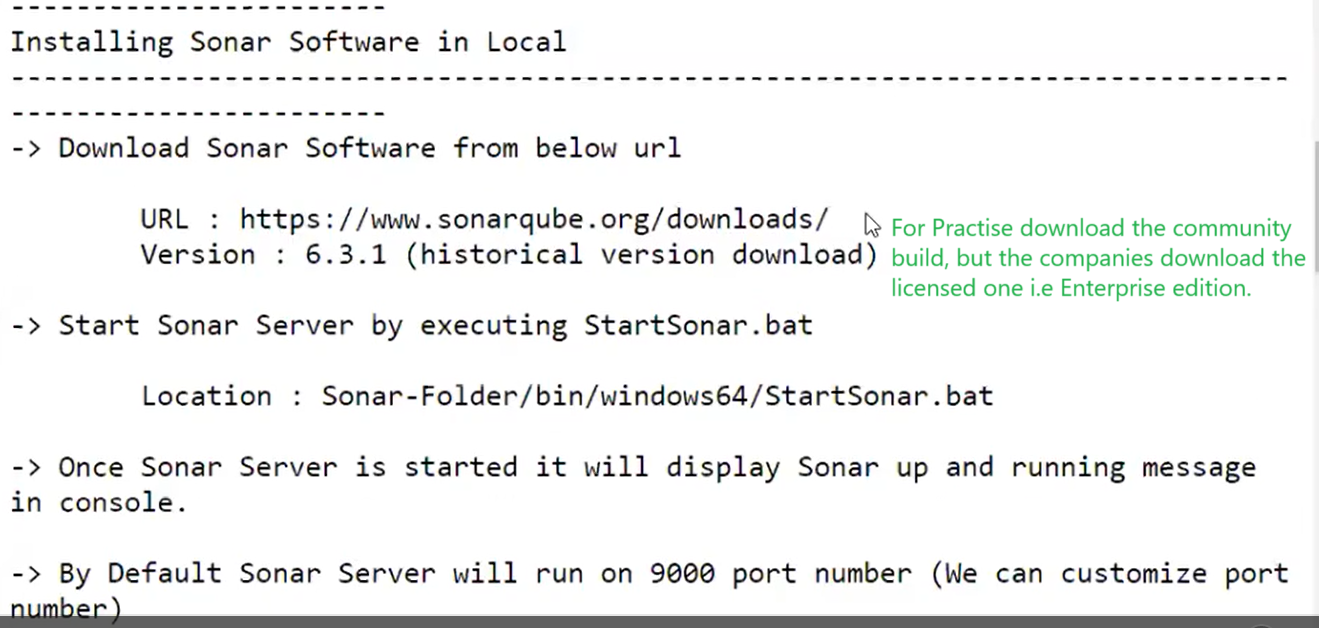 -----------------------
Installing Sonar Software in Local
------------------------------------------------------------------------------
-----------------------
-> Download Sonar Software from below url
URL : https://www.sonarqube.org/downloads/
Version : 6.3.1 (historical version download)
For Practise download the community
build, but the companies download the
licensed one i.e Enterprise edition.
-> Start Sonar Server by executing StartSonar.bat
Location : Sonar-Folder/bin/windows64/StartSonar.bat
-> Once Sonar Server is started it will display Sonar up and running message
in console.
-> By Default Sonar Server will run on 9000 port number (We can customize port
number)